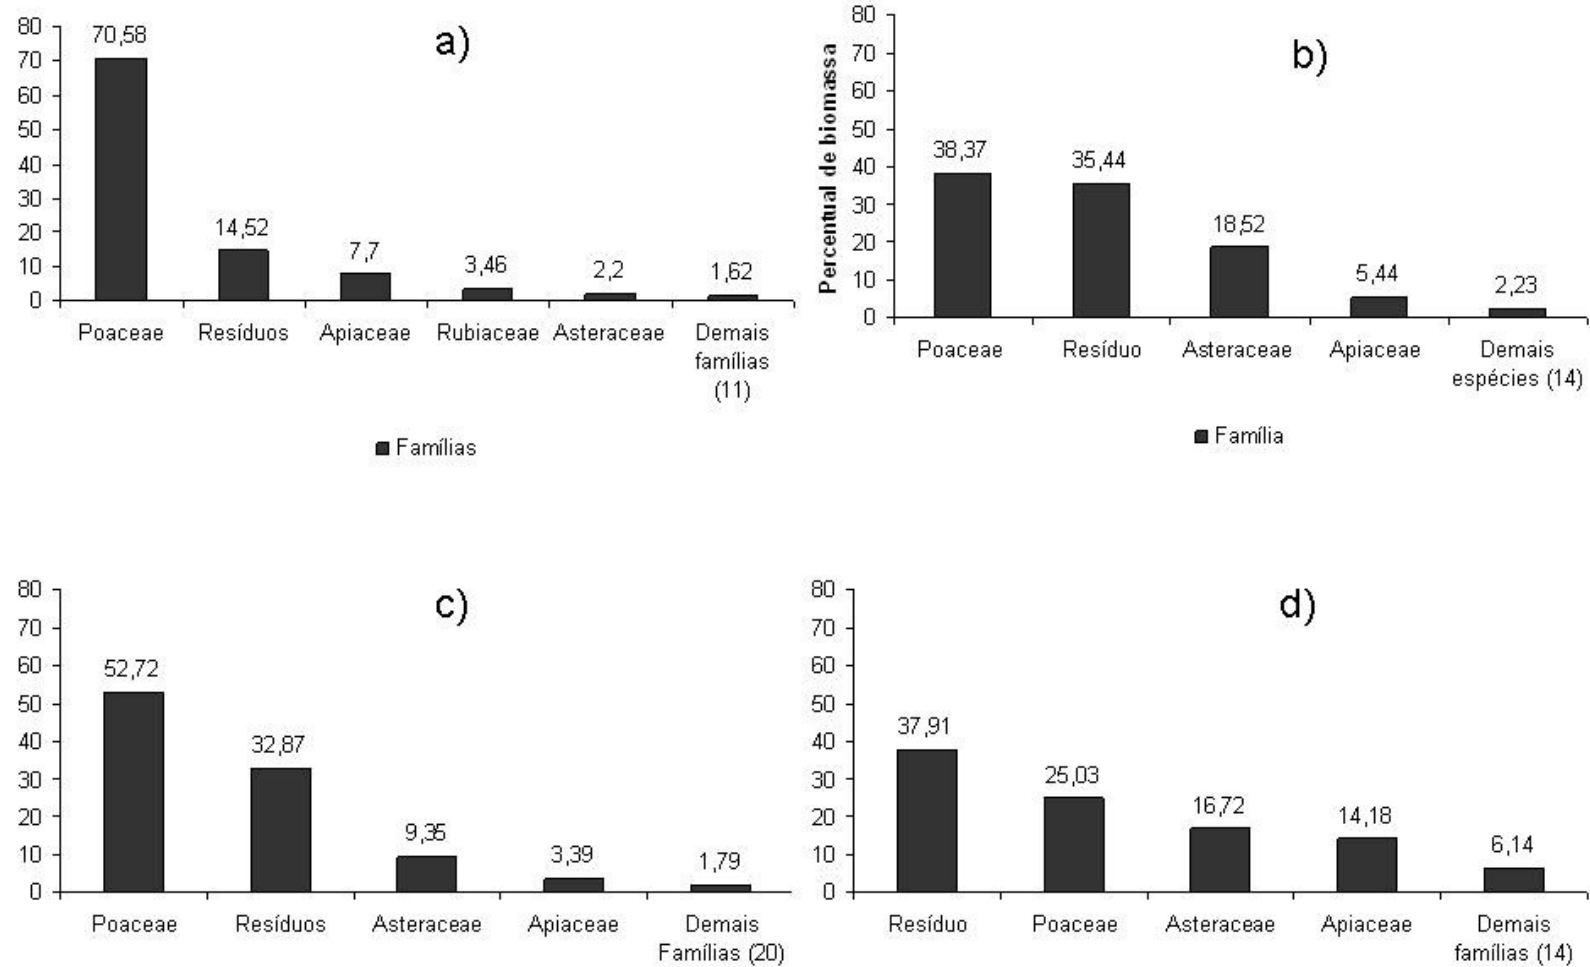 a)
80
70
60
50
40
30
20
10
0
70,58
14,52
7,7
3,46
2,2
1,62
Poaceae
Resíduos
Apiaceae
Rubiaceae
Asteraceae
Demais
famílias
(11)
Famílias
b)
Percentual de biomassa
80
70
60
50
40
30
20
10
0
38,37
35,44
18,52
5,44
2,23
Poaceae
Resíduo
Asteraceae
Apiaceae
Demais
espécies (14)
Família
c)
80
70
60
50
40
30
20
10
0
52,72
32,87
9,35
3,39
1,79
Poaceae
Resíduos
Asteraceae
Apiaceae
Demais
Famílias (20)
d)
80
70
60
50
40
30
20
10
0
37,91
25,03
16,72
14,18
6,14
Resíduo
Poaceae
Asteraceae
Apiaceae
Demais
famílias (14)